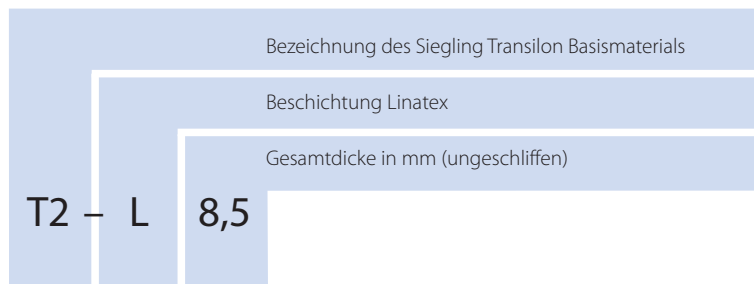 Bezeichnung des Siegling Transilon Basismaterials
Beschichtung Linatex
Gesamtdicke in mm (ungeschliffen)
T2 – L 8,5